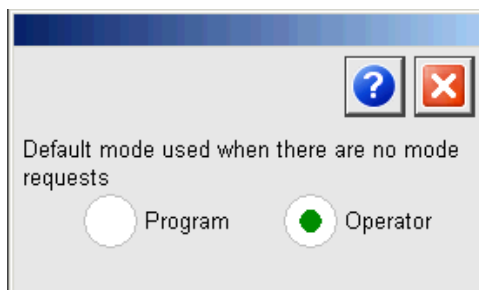 ?
Default mode used when there are no mode
requests
Program Operator